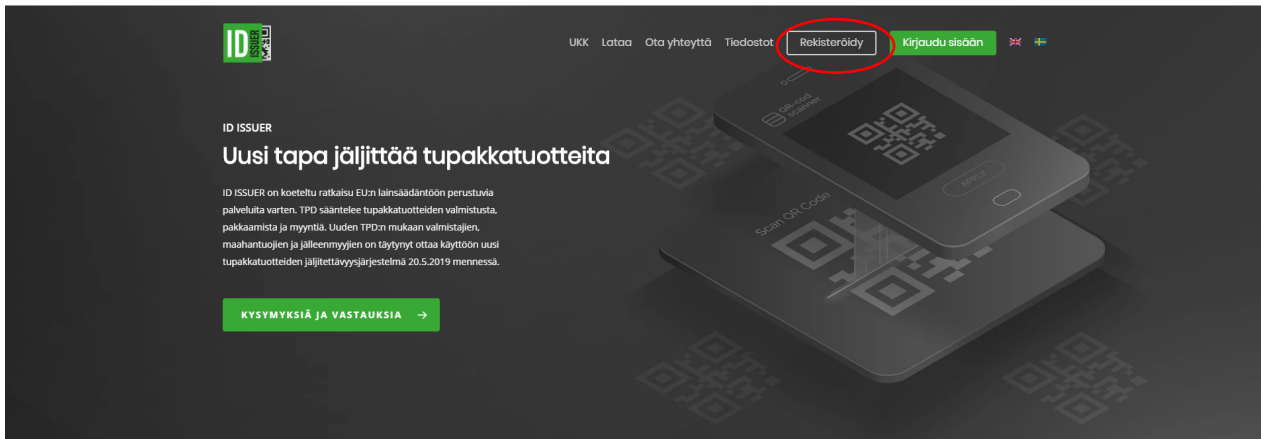 ID ISSUER
UKK Lataa Ota yhteyttä Tiedostot Rekisteröidy Kirjaudu sisään
QR-cod
scanner
APPLY
Scan QR Code
ID ISSUER
Uusi tapa jäljittää tupakkatuotteita
ID ISSUER on koeteltu ratkaisu EU:n lainsäädäntöön perustuvia
palveluita varten. TPD sääntelee tupakkatuotteiden valmistusta,
pakkaamista ja myyntiä. Uuden TPD:n mukaan valmistajien,
maahantuojien ja jälleenmyyjien on täytynyt ottaa käyttöön uusi
tupakkatuotteiden jäljitettävyysjärjestelmä 20.5.2019 mennessä.
KYSYMYKSIÄ JA VASTAUKSIA →